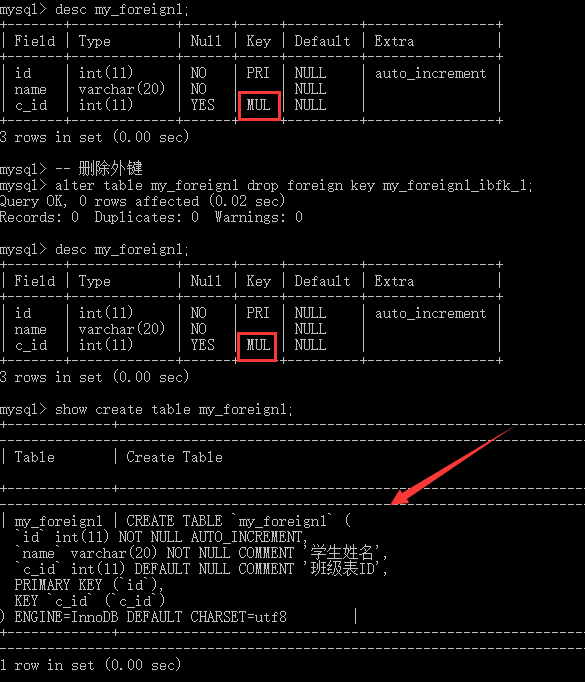 mysql> desc my_foreign1;
+-------+-------------+------+-----+---------+----------------+
| Field | Type        | Null | Key | Default | Extra          |
+-------+-------------+------+-----+---------+----------------+
| id    | int(11)     | NO   | PRI | NULL    | auto_increment |
| name  | varchar(20) | NO   |     | NULL    |                |
| c_id  | int(11)     | YES  | MUL | NULL    |                |
+-------+-------------+------+-----+---------+----------------+
3 rows in set (0.00 sec)
mysql> -- 删除外键
mysql> alter table my_foreign1 drop foreign key my_foreign1_ibfk_1;
Query OK, 0 rows affected (0.02 sec)
Records: 0  Duplicates: 0  Warnings: 0
mysql> desc my_foreign1;
+-------+-------------+------+-----+---------+----------------+
| Field | Type        | Null | Key | Default | Extra          |
+-------+-------------+------+-----+---------+----------------+
| id    | int(11)     | NO   | PRI | NULL    | auto_increment |
| name  | varchar(20) | NO   |     | NULL    |                |
| c_id  | int(11)     | YES  | MUL | NULL    |                |
+-------+-------------+------+-----+---------+----------------+
3 rows in set (0.00 sec)
mysql> show create table my_foreign1;
| Table       | Create Table
| my_foreign1 | CREATE TABLE `my_foreign1` (
`id` int(11) NOT NULL AUTO_INCREMENT,
`name` varchar(20) NOT NULL COMMENT '学生姓名',
`c_id` int(11) DEFAULT NULL COMMENT '班级表ID',
PRIMARY KEY (`id`),
KEY `c_id` (`c_id`)
) ENGINE=InnoDB DEFAULT CHARSET=utf8        |
1 row in set (0.00 sec)